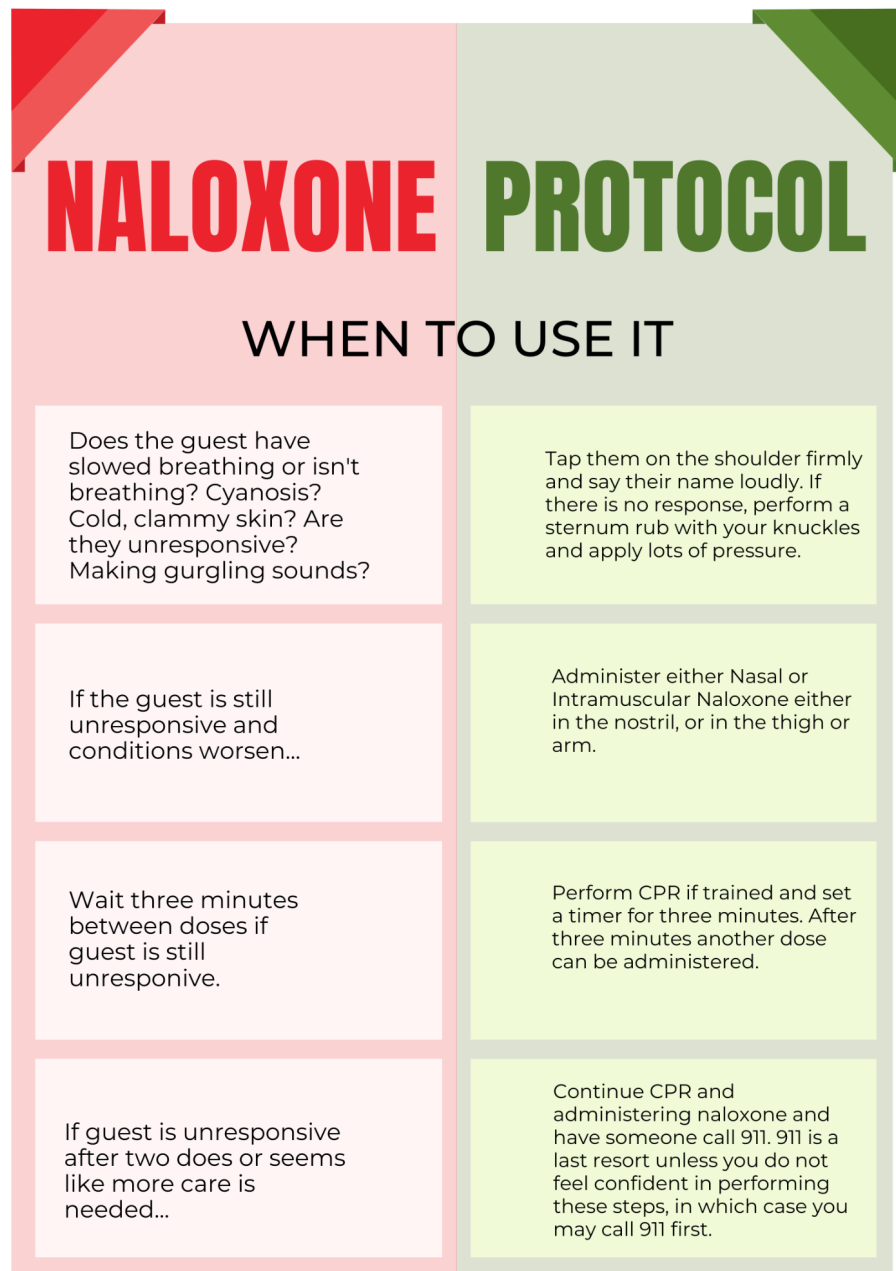 NALOXONE PROTOCOL
WHEN TO USE IT
Does the guest have
slowed breathing or isn't
breathing? Cyanosis?
Cold, clammy skin? Are
they unresponsive?
Making gurgling sounds?
Tap them on the shoulder firmly
and say their name loudly. If
there is no response, perform a
sternum rub with your knuckles
and apply lots of pressure.
If the guest is still
unresponsive and
conditions worsen...
Administer either Nasal or
Intramuscular Naloxone either
in the nostril, or in the thigh or
arm.
Wait three minutes
between doses if
guest is still
unresponive.
Perform CPR if trained and set
a timer for three minutes. After
three minutes another dose
can be administered.
If guest is unresponsive
after two does or seems
like more care is
needed...
Continue CPR and
administering naloxone and
have someone call 911. 911 is a
last resort unless you do not
feel confident in performing
these steps, in which case you
may call 911 first.